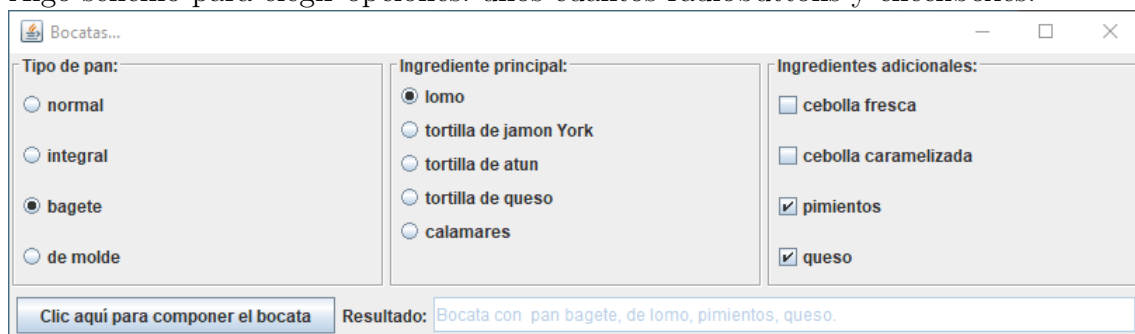 Algo sencillo para elegir opciones: unos cuantos radiobuttons y checkboxes.
Bocatas...
Tipo de pan:
normal
integral
bagete
de molde
Ingrediente principal:
lomo
tortilla de jamon York
tortilla de atun
tortilla de queso
calamares
Ingredientes adicionales:
cebolla fresca
cebolla caramelizada
pimientos
queso
Clic aquí para componer el bocata
Resultado: Bocata con pan bagete, de lomo, pimientos, queso.